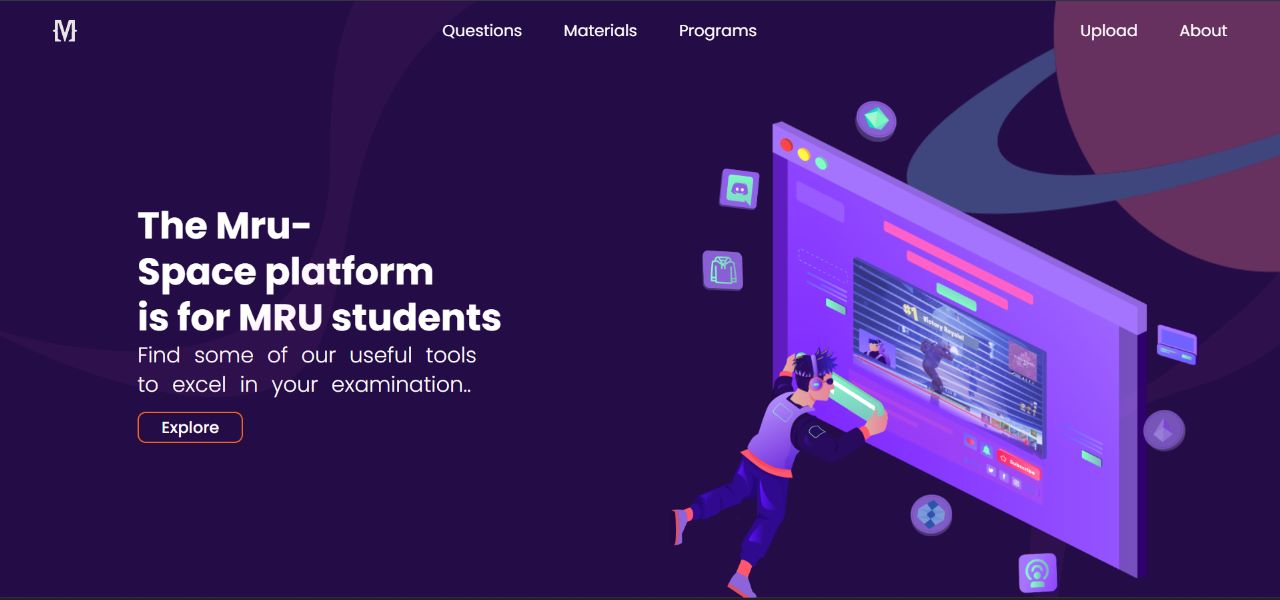 M
Questions Materials Programs Upload About
The Mru-
Space platform
is for MRU students
Find some of our useful tools
to excel in your examination..
Explore
#1 Victory Royale!
Subscribe